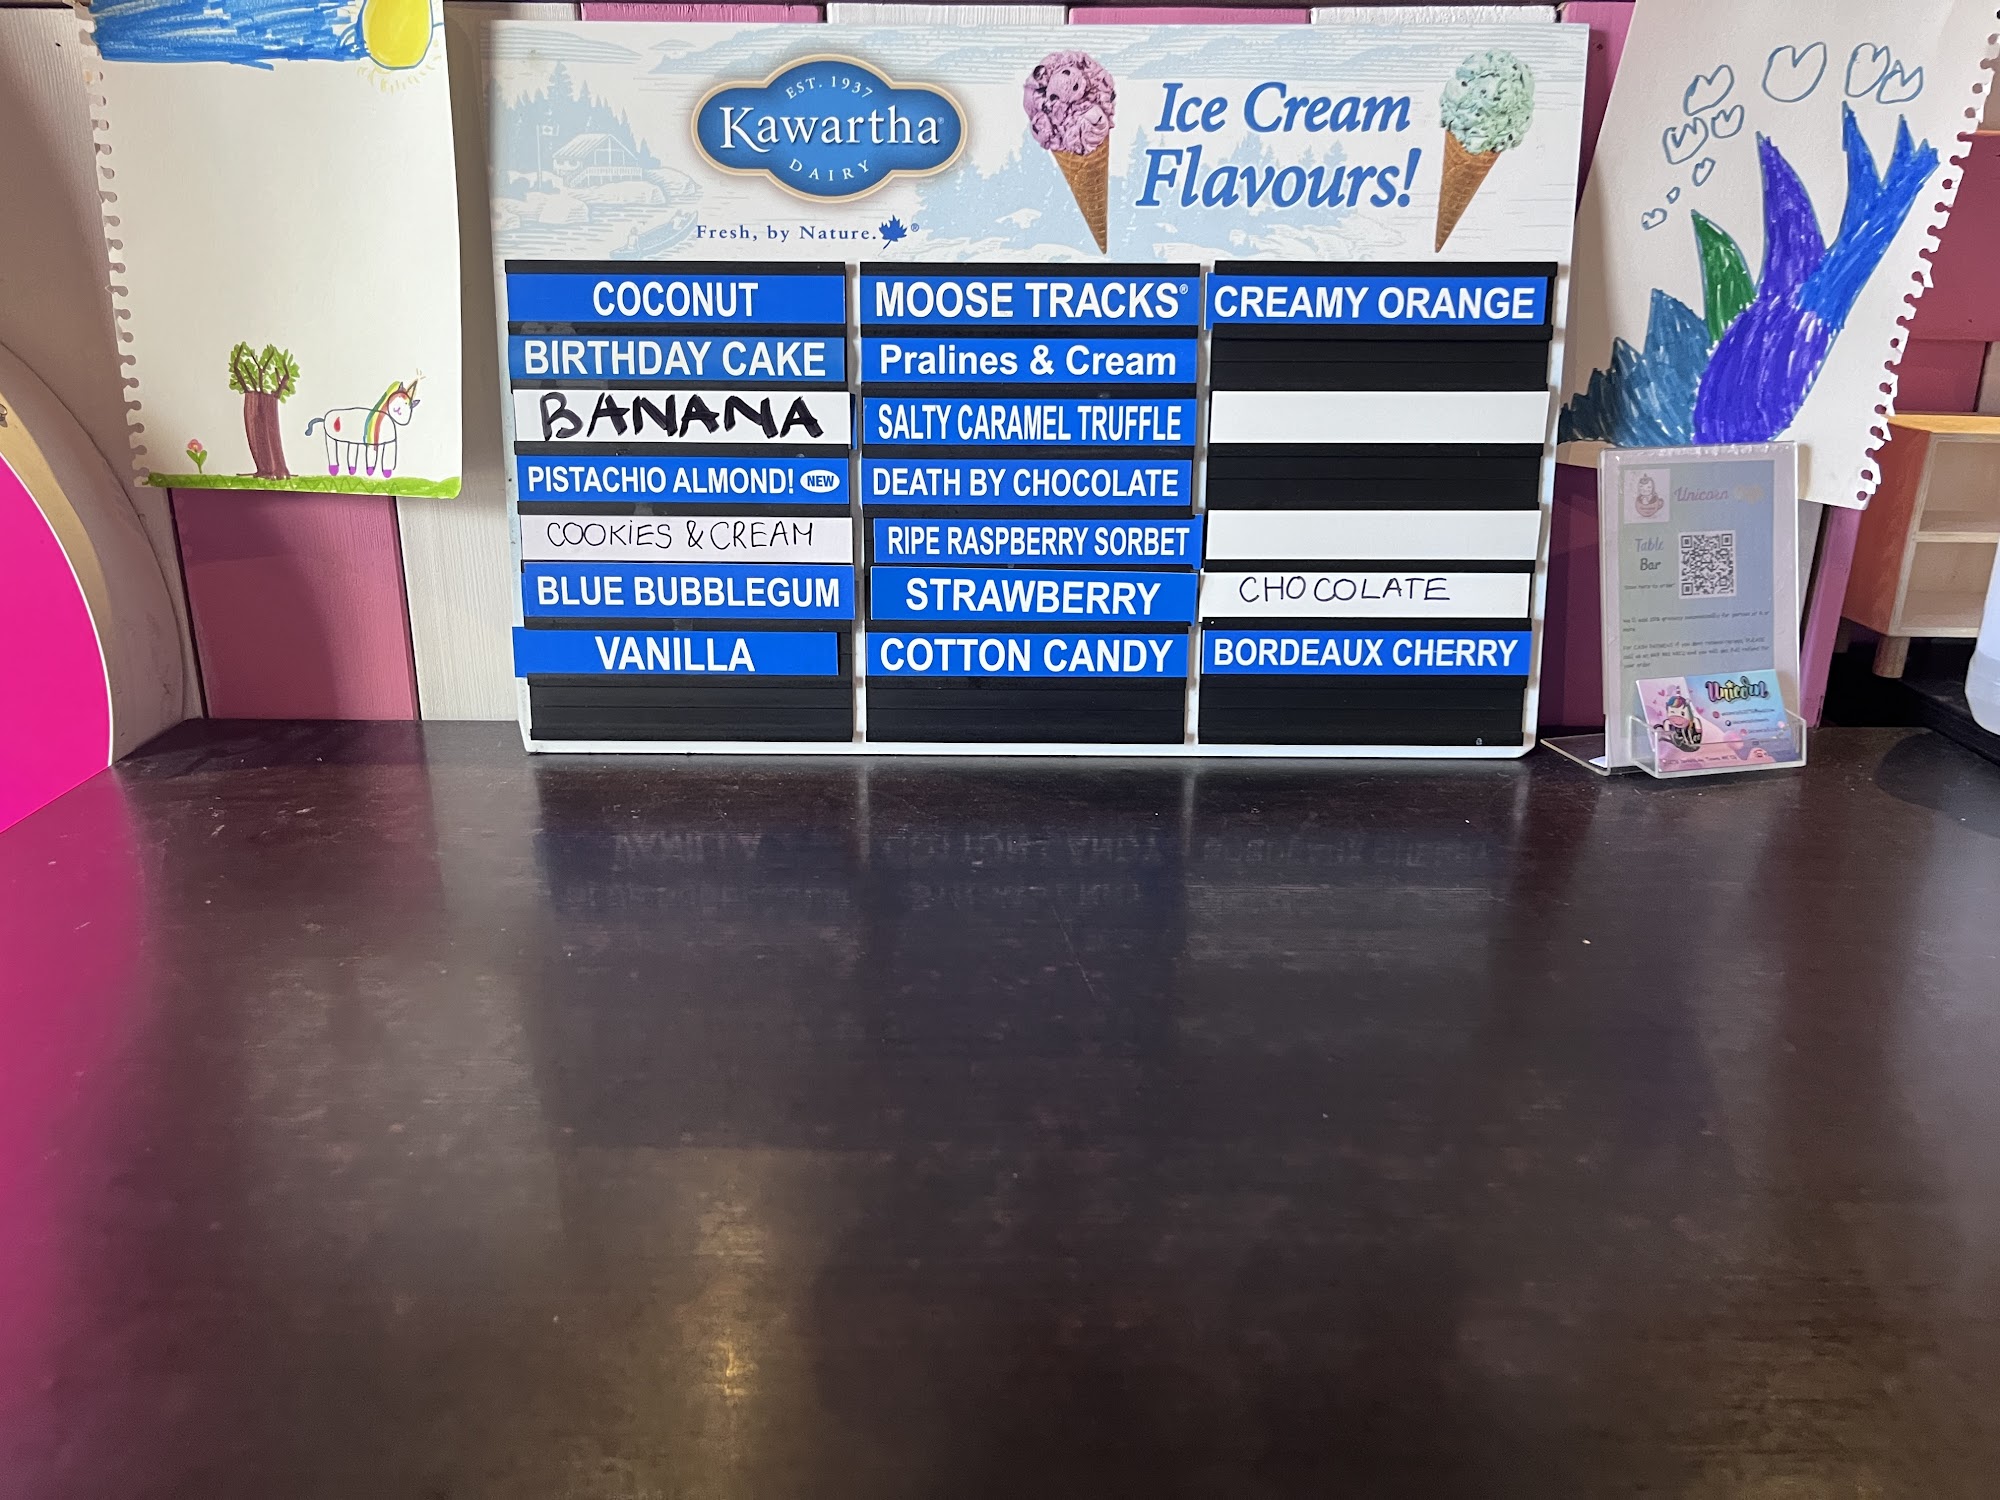 EST. 1937
Kawartha®
DAIRY
Fresh, by Nature.®
Ice Cream
Flavours!
COCONUT
BIRTHDAY CAKE
BANANA
PISTACHIO ALMOND! NEW
COOKIES & CREAM
BLUE BUBBLEGUM
VANILLA
MOOSE TRACKS®
Pralines & Cream
SALTY CARAMEL TRUFFLE
DEATH BY CHOCOLATE
RIPE RASPBERRY SORBET
STRAWBERRY
COTTON CANDY
CREAMY ORANGE
CHOCOLATE
BORDEAUX CHERRY
Unicorn
Table
Bar
Unicorn